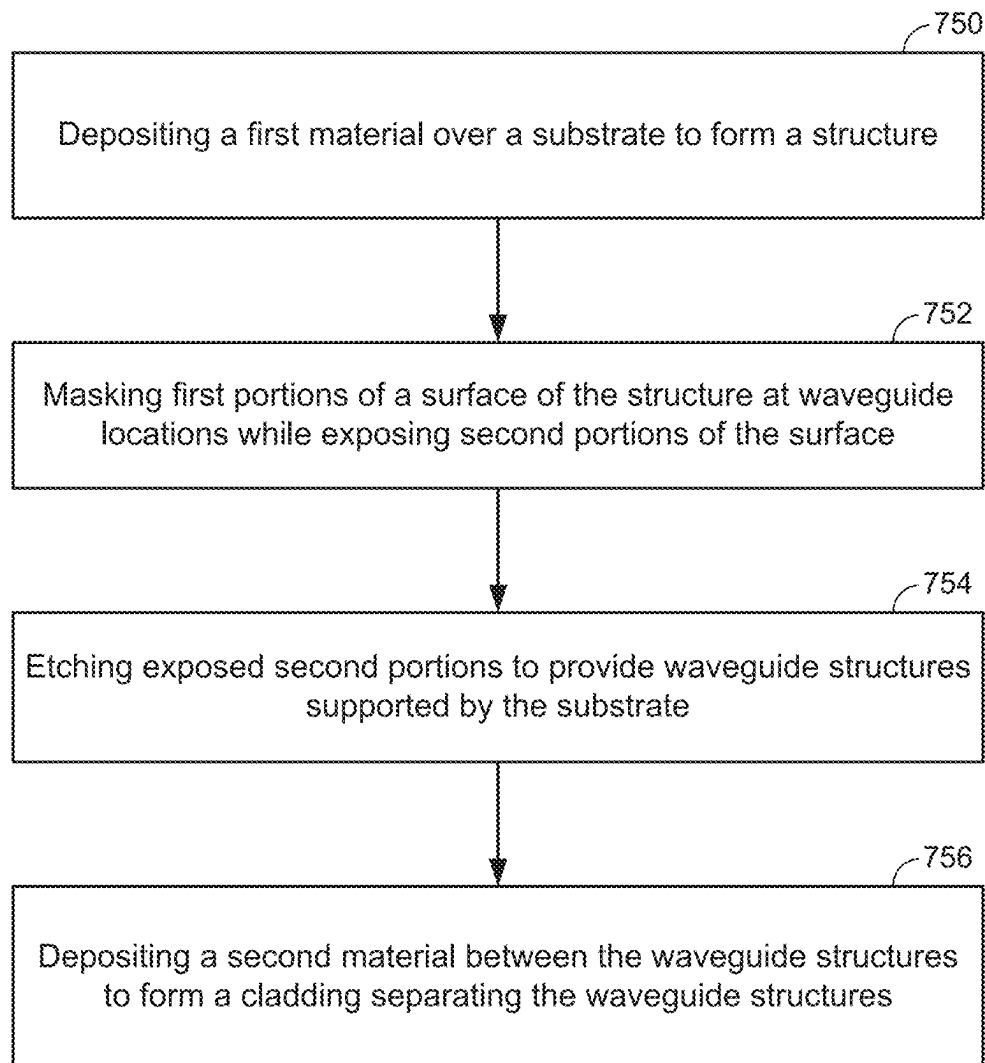 750
Depositing a first material over a substrate to form a structure
752
Masking first portions of a surface of the structure at waveguide
locations while exposing second portions of the surface
754
Etching exposed second portions to provide waveguide structures
supported by the substrate
756
Depositing a second material between the waveguide structures
to form a cladding separating the waveguide structures